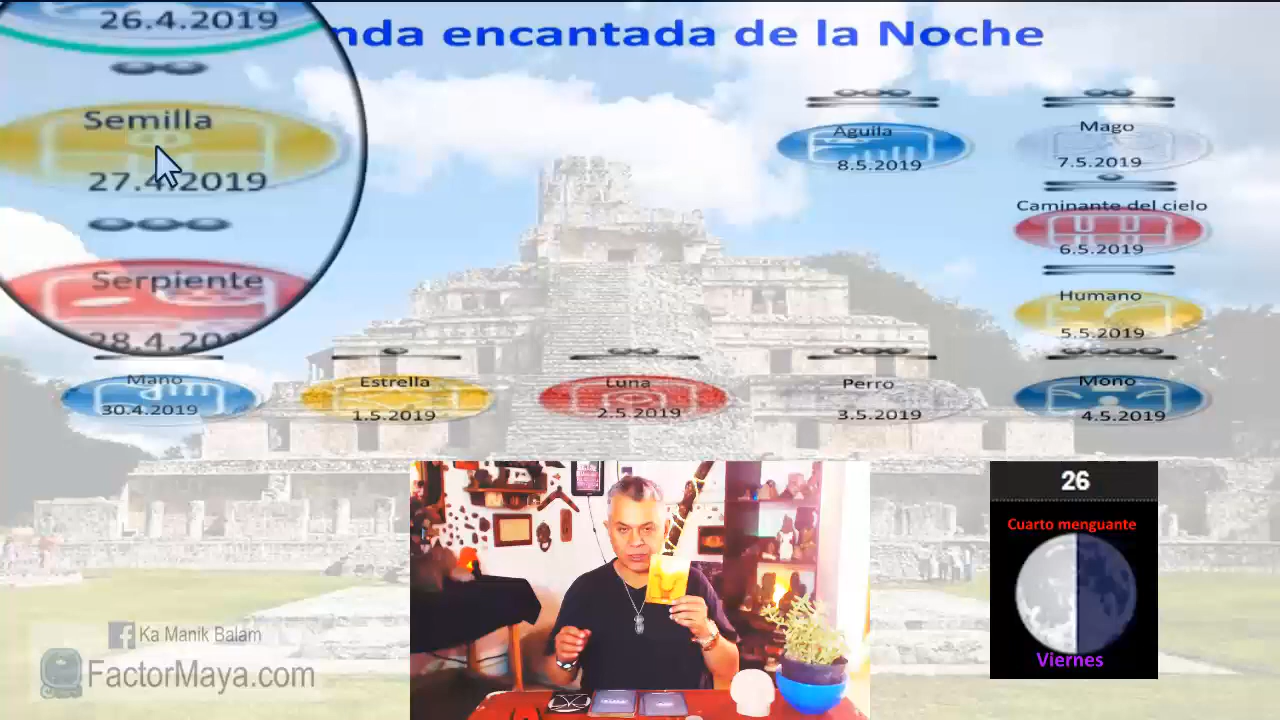 26.4.2019
nda encantada de la Noche
Semilla
27.4.2019
Serpiente
28.4.20
Aguila
8.5.2019
Mago
7.5.2019
Caminante del cielo
6.5.2019
Humano
5.5.2019
Mano
30.4.2019
Estrella
1.5.2019
Luna
2.5.2019
Perro
3.5.2019
Mono
4.5.2019
26
Cuarto menguante
Viernes
f Ka Manik Balam
FactorMaya.com